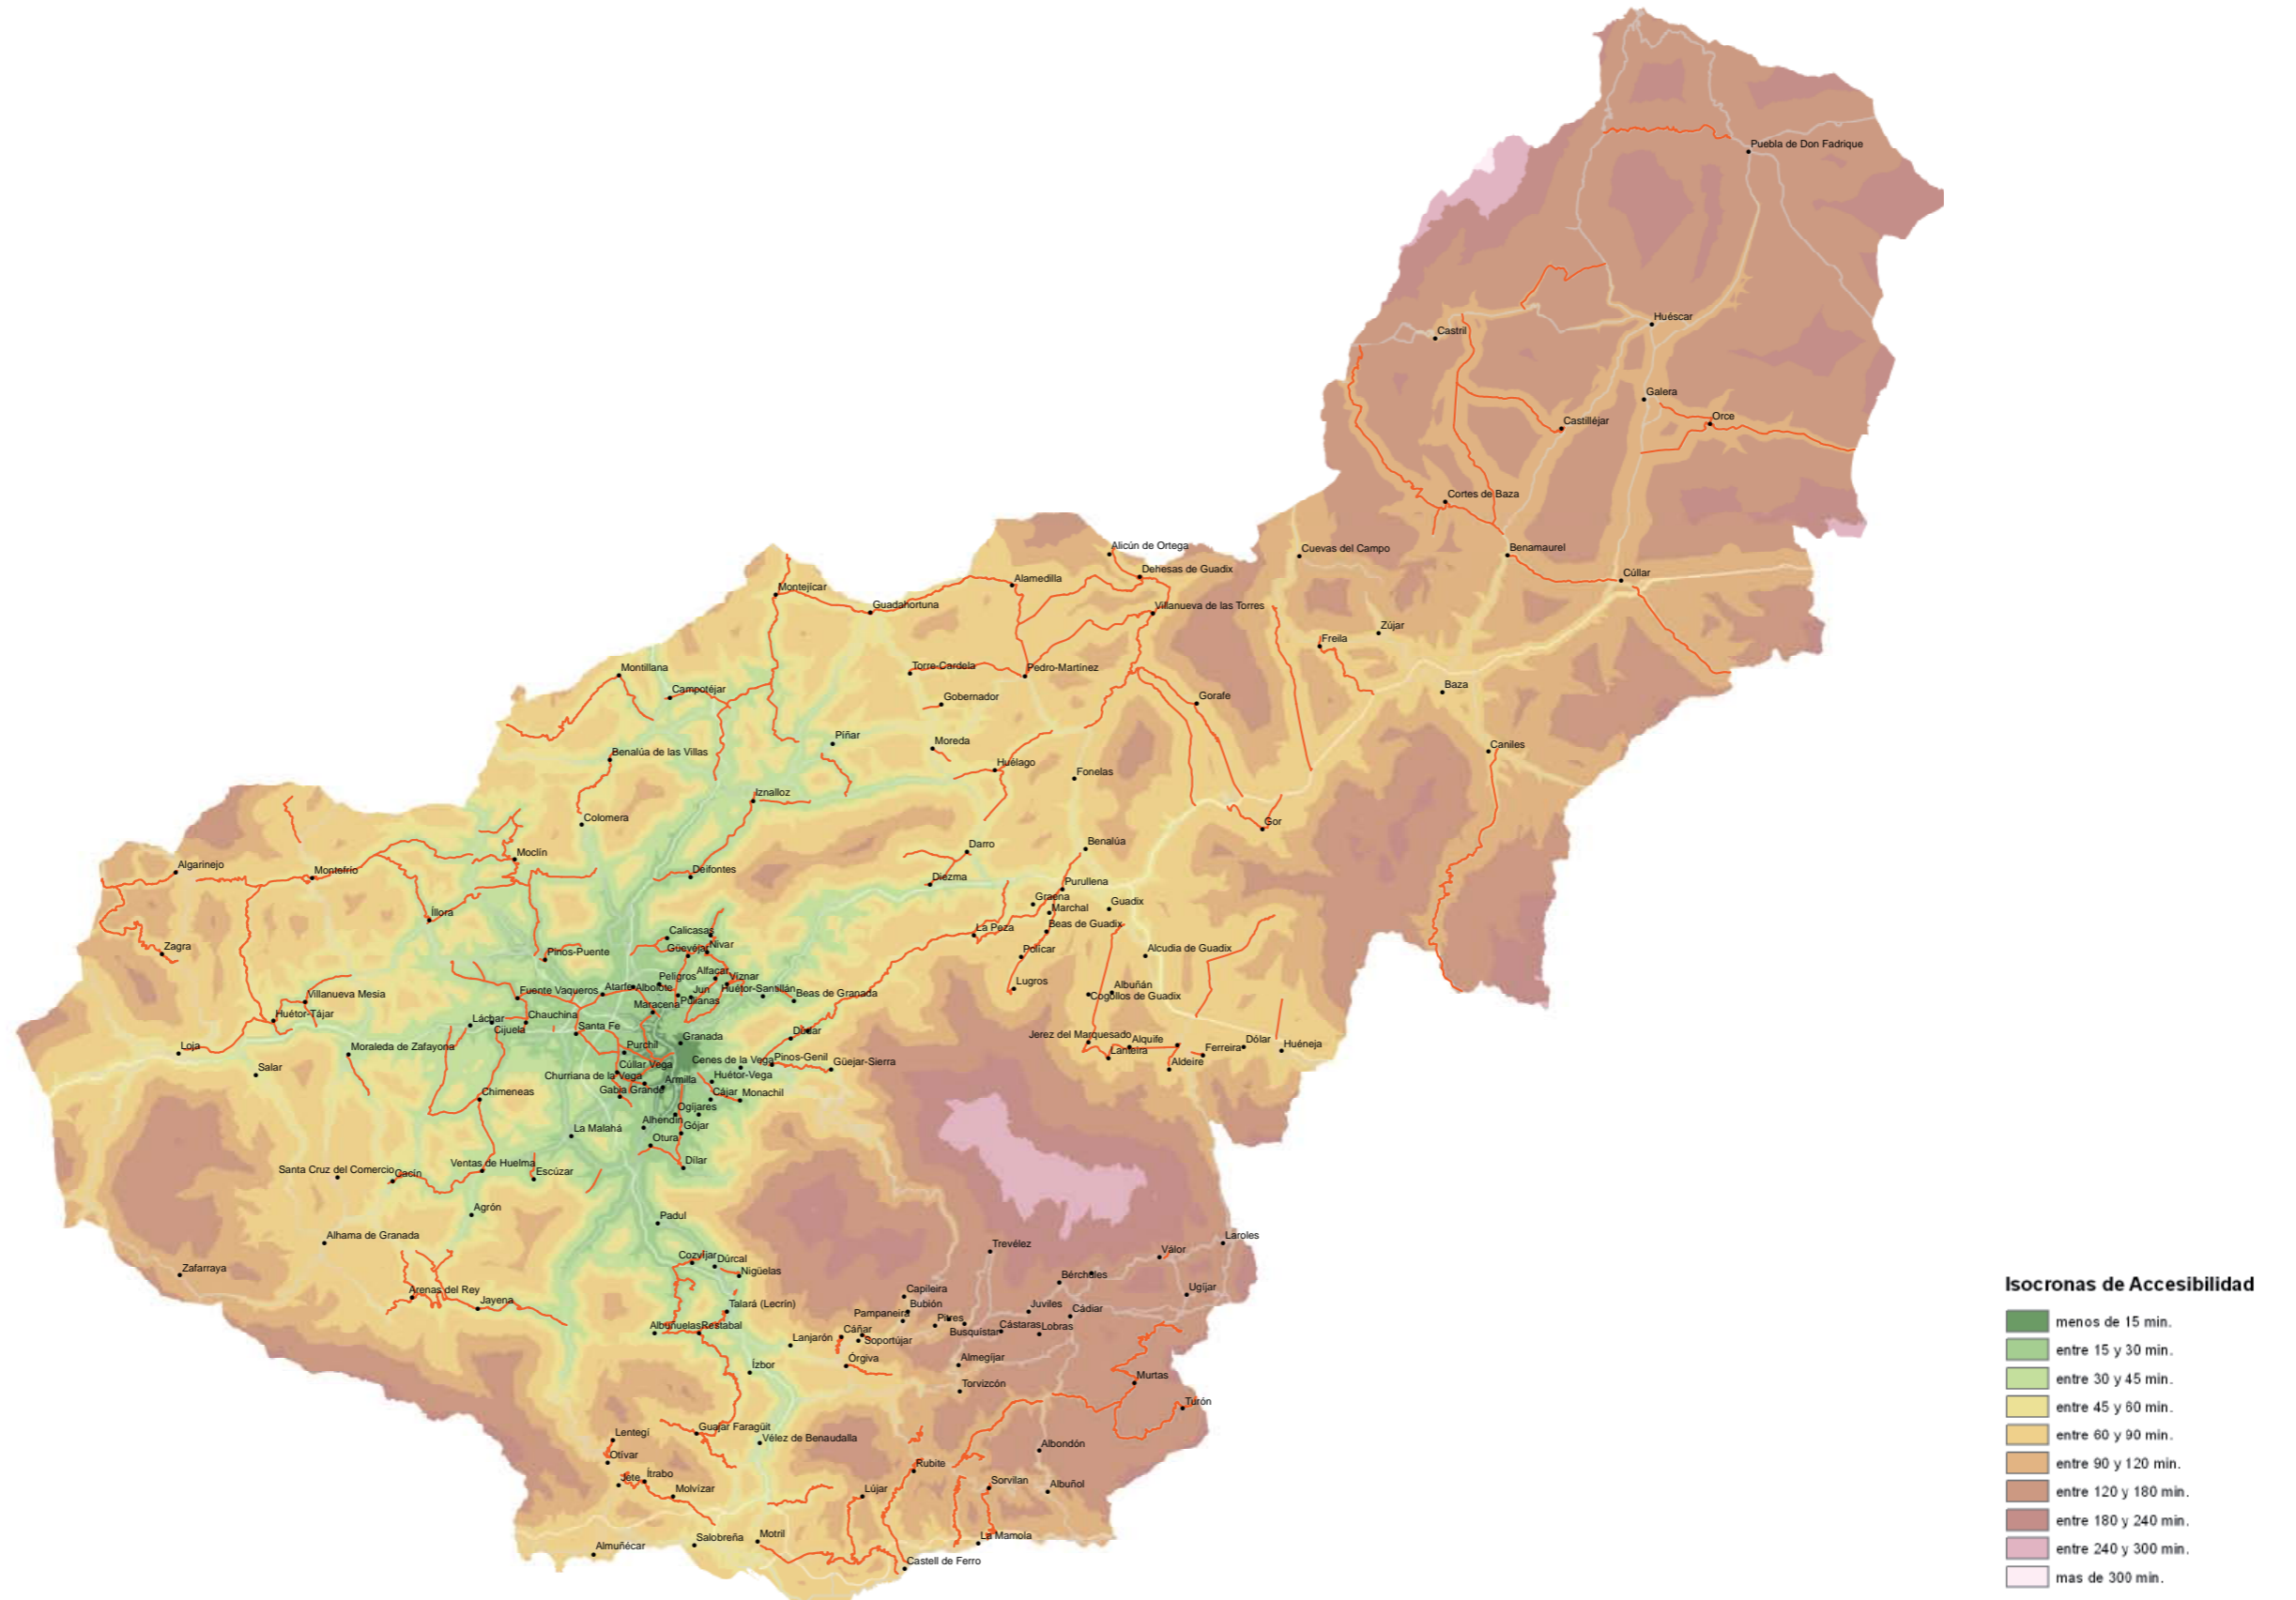 Puebla de Don Fadrique
Huéscar
Castril
Galera
Orce
Castilléjar
Cortes de Baza
Alicún de Ortega
Cuevas del Campo
Benamaurel
Dehesas de Guadix
Cúllar
Alamedilla
Montejícar
Guadahortuna
Villanueva de las Torres
Zújar
Freila
Montillana
Torre-Cardela
Pedro-Martínez
Campotéjar
Baza
Gobernador
Gorafe
Píñar
Moreda
Caniles
Benalúa de las Villas
Huélago
Fonelas
Iznalloz
Colomera
Gor
Darro
Benalúa
Moclín
Algarinejo
Montefrío
Deifontes
Diezma
Purullena
Graena
Marchal
Guadix
Íllora
Beas de Guadix
La Peza
Calicasas
Zagra
Güevéjar
Nívar
Pinos-Puente
Polícar
Alcudia de Guadix
Peligros
Alfacar
Víznar
Lugros
Albuñán
Cogollos de Guadix
Villanueva Mesia
Fuente Vaqueros
Atarfe
Albolote
Jun
Huétor-Santillán
Beas de Granada
Maracena
Pulianas
Huétor-Tájar
Láchar
Chauchina
Cijuela
Santa Fe
Dúdar
Granada
Jerez del Marquesado
Alquife
Lanteira
Ferreira
Dólar
Huéneja
Aldeire
Loja
Moraleda de Zafayona
Purchil
Salar
Cúllar Vega
Cenes de la Vega
Pinos-Genil
Güejar-Sierra
Churriana de la Vega
Armilla
Huétor-Vega
Gabia Grande
Cájar
Monachil
Chimeneas
Ogíjares
Alhendín
Gójar
La Malahá
Otura
Dílar
Ventas de Huelma
Escúzar
Santa Cruz del Comercio
Cacín
Agrón
Padul
Alhama de Granada
Laroles
Trevélez
Válor
Cozvíjar
Dúrcal
Nigüelas
Zafarraya
Bérchules
Ugíjar
Arenas del Rey
Jayena
Capileira
Bubión
Talará (Lecrín)
Pampaneira
Pitres
Juviles
Cádiar
Albuñuelas
Restabal
Busquístar
Cástaras
Lobras
Lanjarón
Cáñar
Soportújar
Órgiva
Almegíjar
Ízbor
Torvizcón
Murtas
Turón
Guajar Faragüit
Vélez de Benaudalla
Lentegí
Otívar
Albondón
Rubite
Jete
Ítrabo
Molvízar
Lújar
Sorvilan
Albuñol
Salobreña
Motril
La Mamola
Almuñécar
Castell de Ferro
Isocronas de Accesibilidad
menos de 15 min.
entre 15 y 30 min.
entre 30 y 45 min.
entre 45 y 60 min.
entre 60 y 90 min.
entre 90 y 120 min.
entre 120 y 180 min.
entre 180 y 240 min.
entre 240 y 300 min.
mas de 300 min.